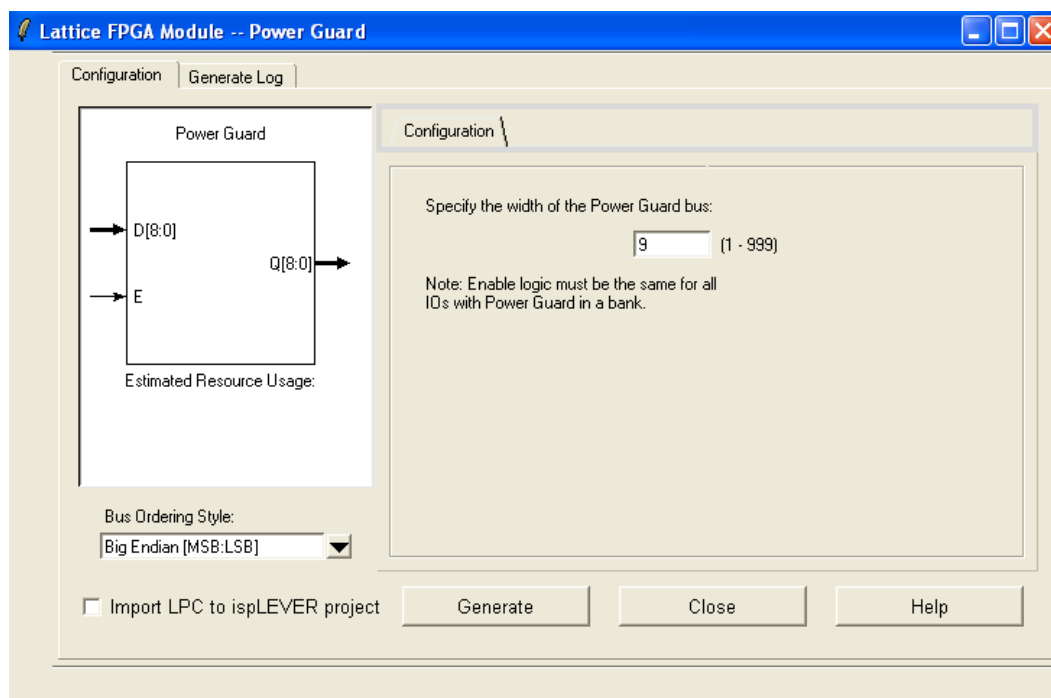 Lattice FPGA Module -- Power Guard
Configuration
Generate Log
Power Guard
D[8:0]
Q[8:0]
E
Estimated Resource Usage:
Bus Ordering Style:
Big Endian [MSB:LSB]
Configuration
Specify the width of the Power Guard bus:
9 (1 - 999)
Note: Enable logic must be the same for all
IOs with Power Guard in a bank.
Import LPC to ispLEVER project
Generate
Close
Help